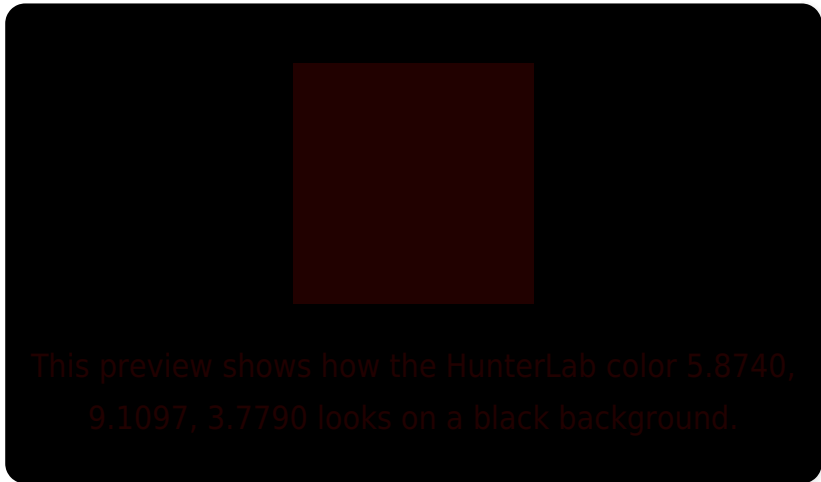 This preview shows how the HunterLab color 5.8740,
9.1097, 3.7790 looks on a black background.